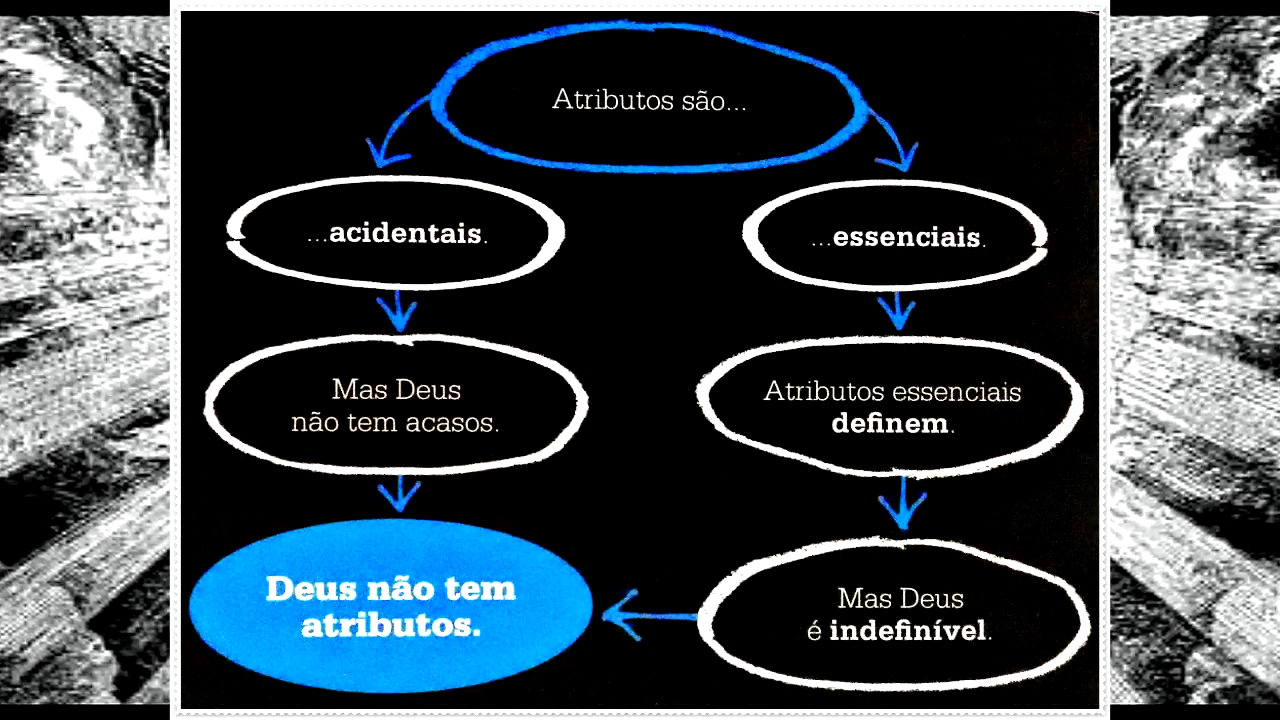 Atributos são...
...acidentais.
...essenciais.
Mas Deus
não tem acasos.
Atributos essenciais
definem.
Deus não tem
atributos.
Mas Deus
é indefinível.